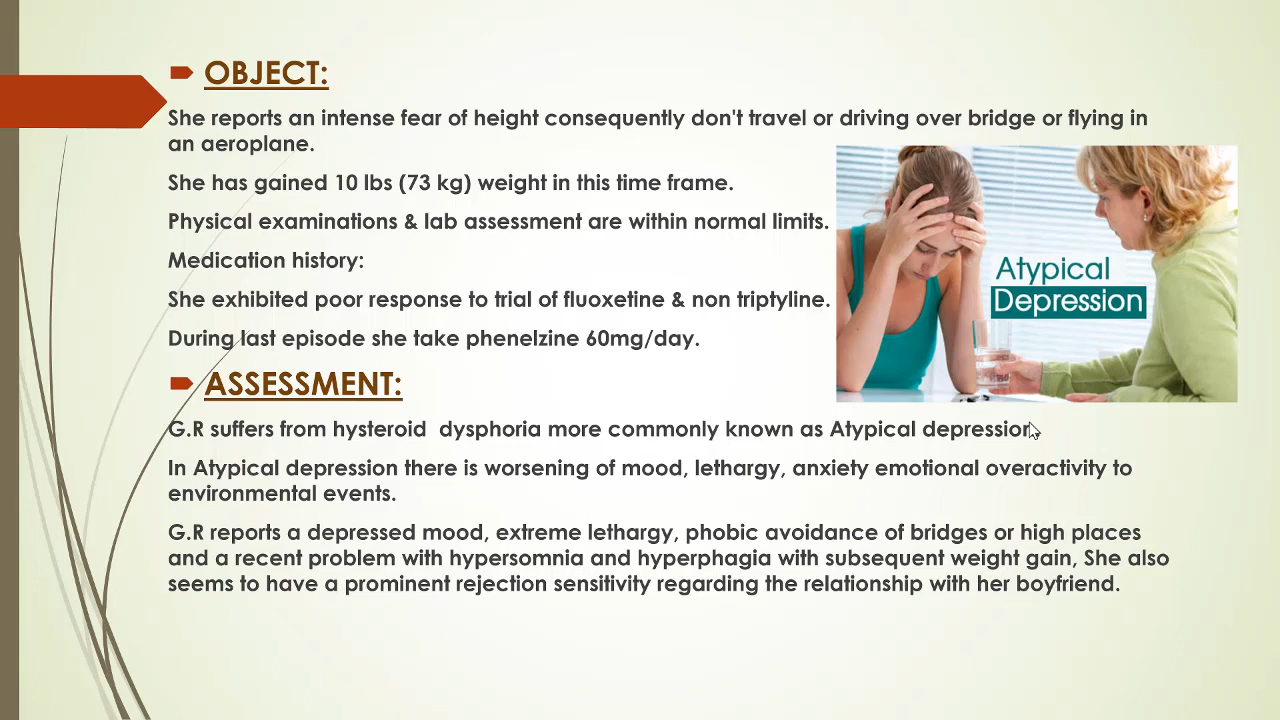 OBJECT:
She reports an intense fear of height consequently don't travel or driving over bridge or flying in
an aeroplane.
She has gained 10 lbs (73 kg) weight in this time frame.
Physical examinations & lab assessment are within normal limits.
Medication history:
She exhibited poor response to trial of fluoxetine & non triptyline.
During last episode she take phenelzine 60mg/day.
Atypical
Depression
ASSESSMENT:
G.R suffers from hysteroid dysphoria more commonly known as Atypical depression.
In Atypical depression there is worsening of mood, lethargy, anxiety emotional overactivity to
environmental events.
G.R reports a depressed mood, extreme lethargy, phobic avoidance of bridges or high places
and a recent problem with hypersomnia and hyperphagia with subsequent weight gain, She also
seems to have a prominent rejection sensitivity regarding the relationship with her boyfriend.